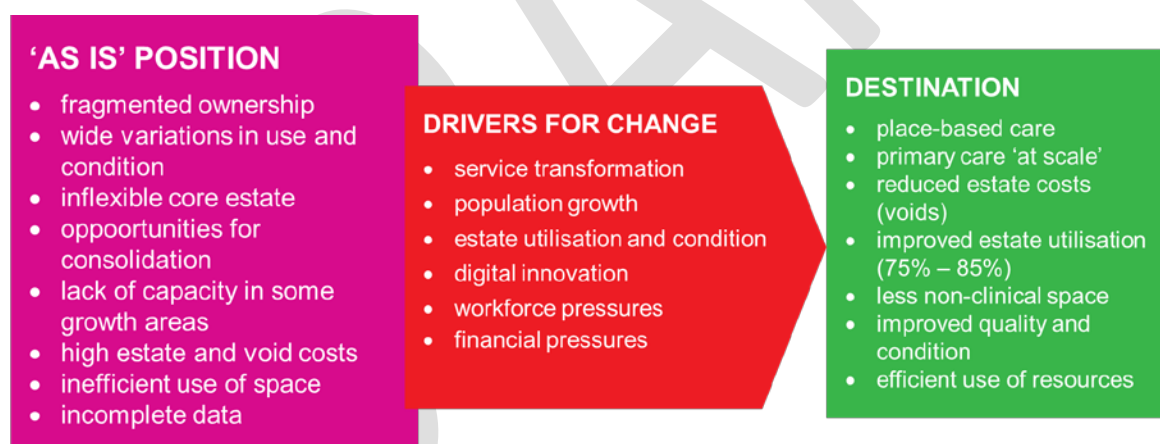 ‘AS IS’ POSITION
• fragmented ownership
• wide variations in use and
condition
• inflexible core estate
• oppoortunities for
consolidation
• lack of capacity in some
growth areas
• high estate and void costs
• inefficient use of space
• incomplete data
DRIVERS FOR CHANGE
• service transformation
• population growth
• estate utilisation and condition
• digital innovation
• workforce pressures
• financial pressures
DESTINATION
• place-based care
• primary care ‘at scale’
• reduced estate costs
(voids)
• improved estate utilisation
(75% – 85%)
• less non-clinical space
• improved quality and
condition
• efficient use of resources